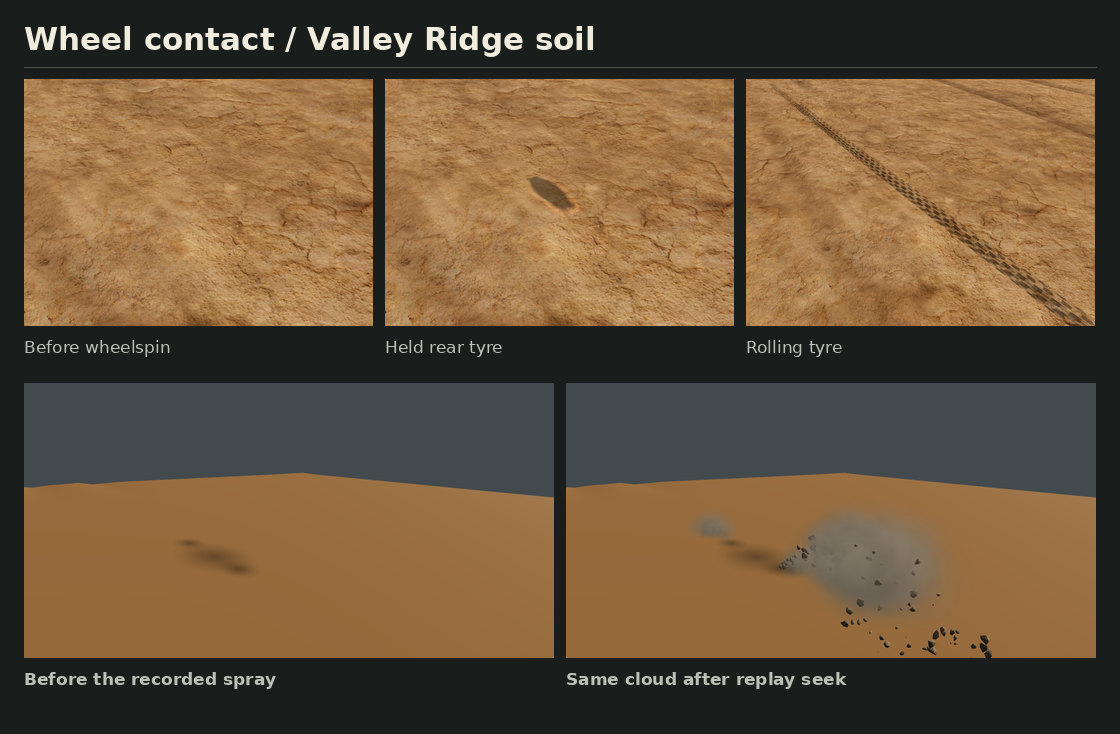 Wheel contact / Valley Ridge soil
Before wheelspin
Held rear tyre
Rolling tyre
Before the recorded spray
Same cloud after replay seek